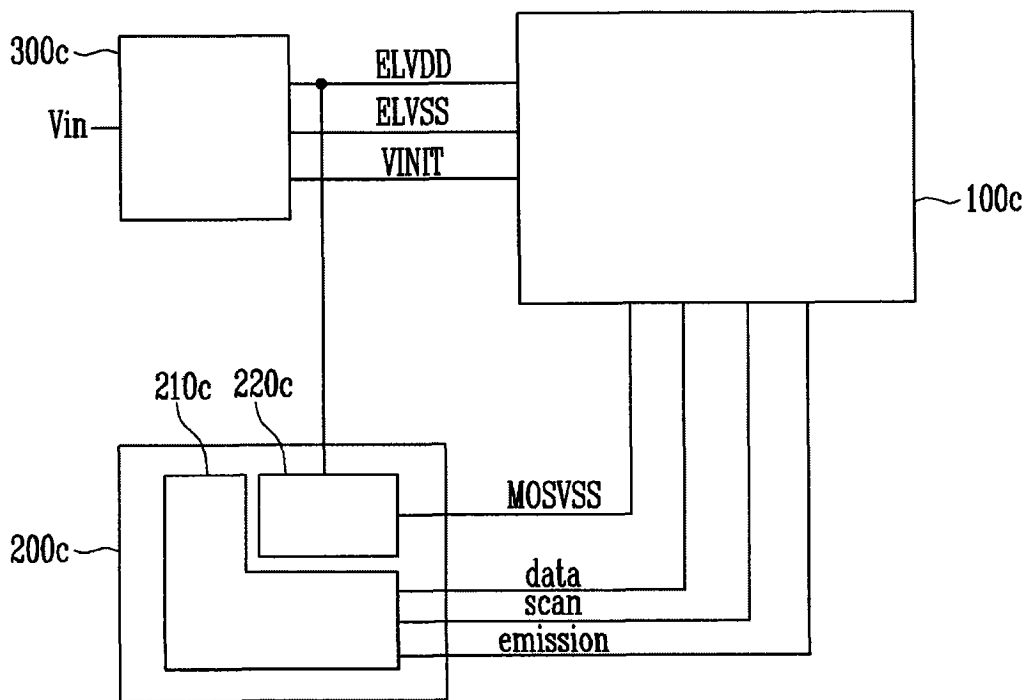 300c
Vin
ELVDD
ELVSS
VINIT
100c
210c
220c
200c
MOSVSS
data
scan
emission